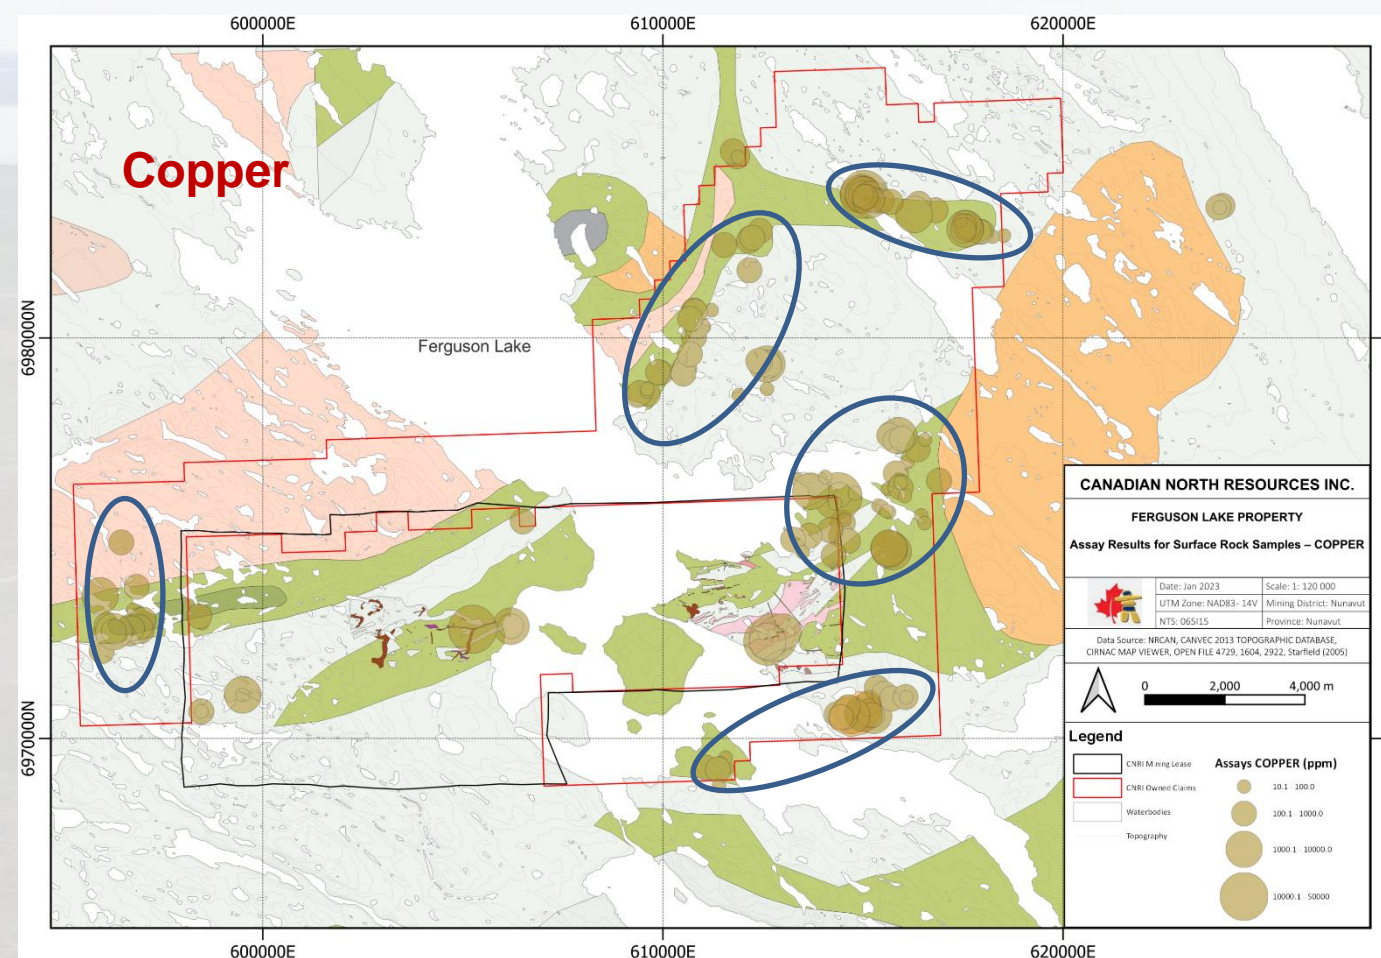 600000E
610000E
620000E
Copper
6980000N
Ferguson Lake
CANADIAN NORTH RESOURCES INC.
FERGUSON LAKE PROPERTY
Assay Results for Surface Rock Samples – COPPER
Date: Jan 2023
Scale: 1: 120 000
UTM Zone: NAD83- 14V
Mining District: Nunavut
NTS: 065I15
Province: Nunavut
Data Source: NRCAN, CANVEC 2013 TOPOGRAPHIC DATABASE,
CIRNAC MAP VIEWER, OPEN FILE 4729, 1604, 2922, Starfield (2005)
0 2,000 4,000 m
6970000N
Legend
CNRI Mining Lease
CNRI Owned Claims
Waterbodies
Topography
Assays COPPER (ppm)
10.1 - 100.0
100.1 - 1000.0
1000.1 - 10000.0
10000.1 - 50000
600000E
610000E
620000E